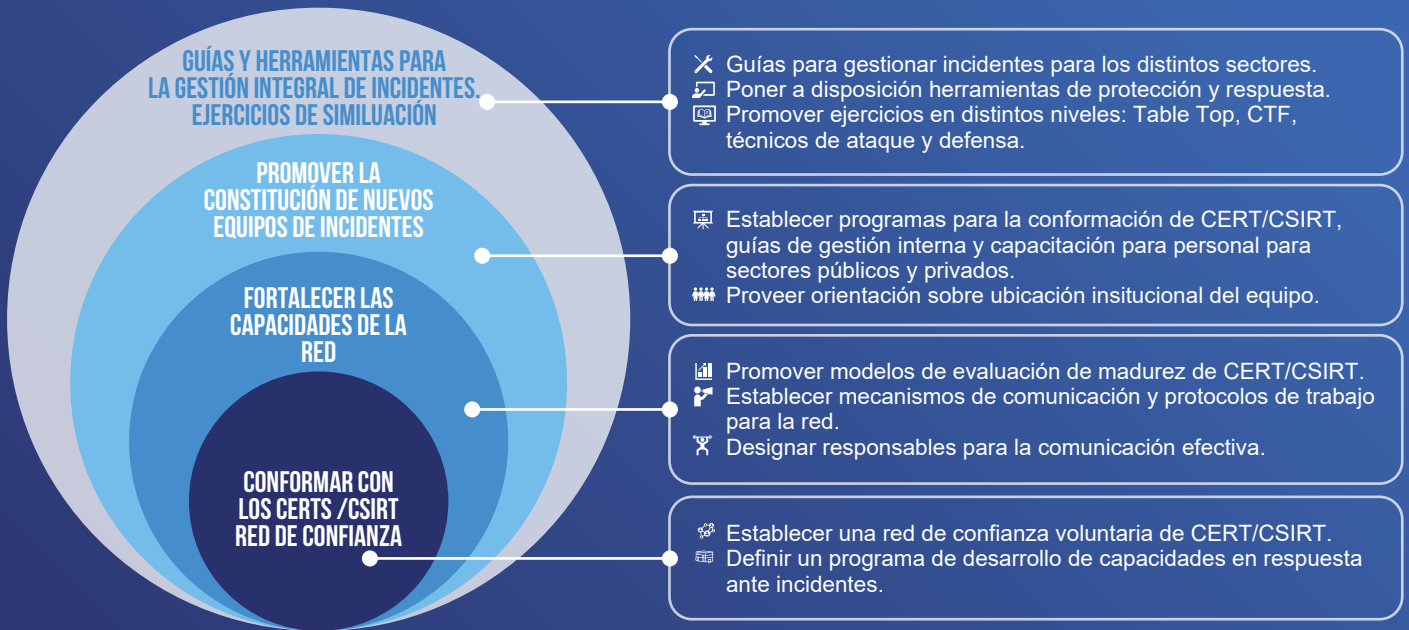 GUÍAS Y HERRAMIENTAS PARA
LA GESTIÓN INTEGRAL DE INCIDENTES.
EJERCICIOS DE SIMILUACIÓN
Guías para gestionar incidentes para los distintos sectores.
Poner a disposición herramientas de protección y respuesta.
Promover ejercicios en distintos niveles: Table Top, CTF,
técnicos de ataque y defensa.
PROMOVER LA
CONSTITUCIÓN DE NUEVOS
EQUIPOS DE INCIDENTES
Establecer programas para la conformación de CERT/CSIRT,
guías de gestión interna y capacitación para personal para
sectores públicos y privados.
Proveer orientación sobre ubicación insitucional del equipo.
FORTALECER LAS
CAPACIDADES DE LA
RED
Promover modelos de evaluación de madurez de CERT/CSIRT.
Establecer mecanismos de comunicación y protocolos de trabajo
para la red.
Designar responsables para la comunicación efectiva.
CONFORMAR CON
LOS CERTS /CSIRT
RED DE CONFIANZA
Establecer una red de confianza voluntaria de CERT/CSIRT.
Definir un programa de desarrollo de capacidades en respuesta
ante incidentes.